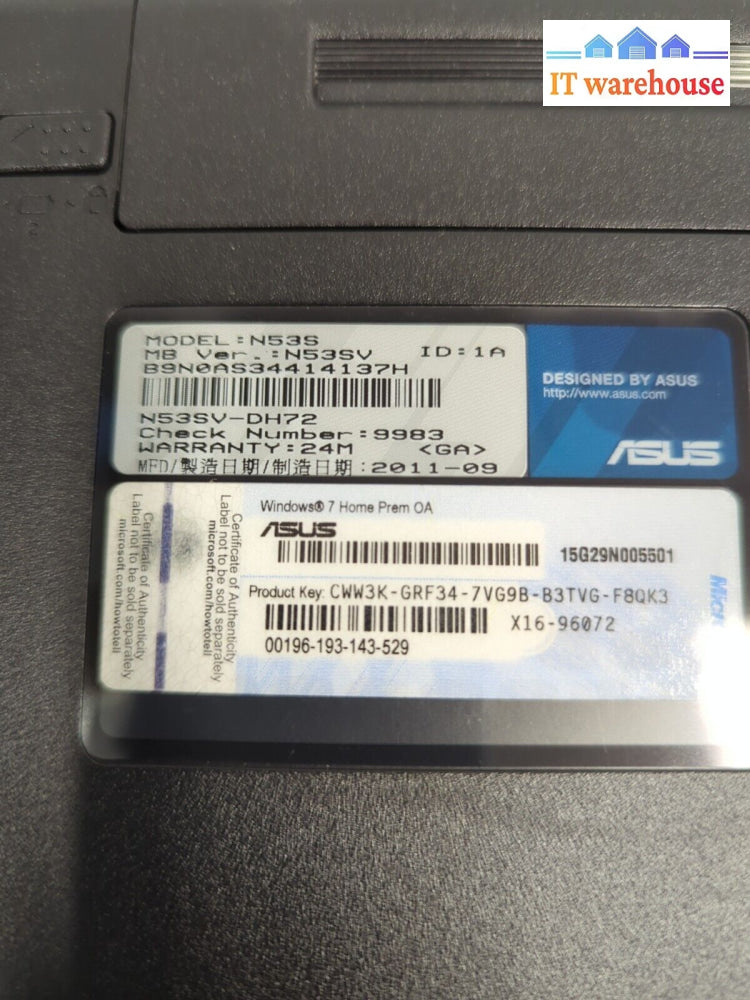 IT warehouse
2
MODEL:N53S
MB Ver.:N53SV ID:1A
B9N0AS34414137H
N53SV-DH72
Check Number:9983
WARRANTY:24M <GA>
MFD/製造日期/制造日期:2011-09
DESIGNED BY ASUS
http://www.asus.com
ASUS
Certificate of Authenticity
Label not to be sold separately
microsoft.com/howtotell
Certificate of Authenticity
Label not to be sold separately
microsoft.com/howtotell
Windows® 7 Home Prem OA
ASUS
15G29N005501
Product Key: CWW3K-GRF34-7VG9B-B3TVG-F8QK3
X16-96072
00196-193-143-529